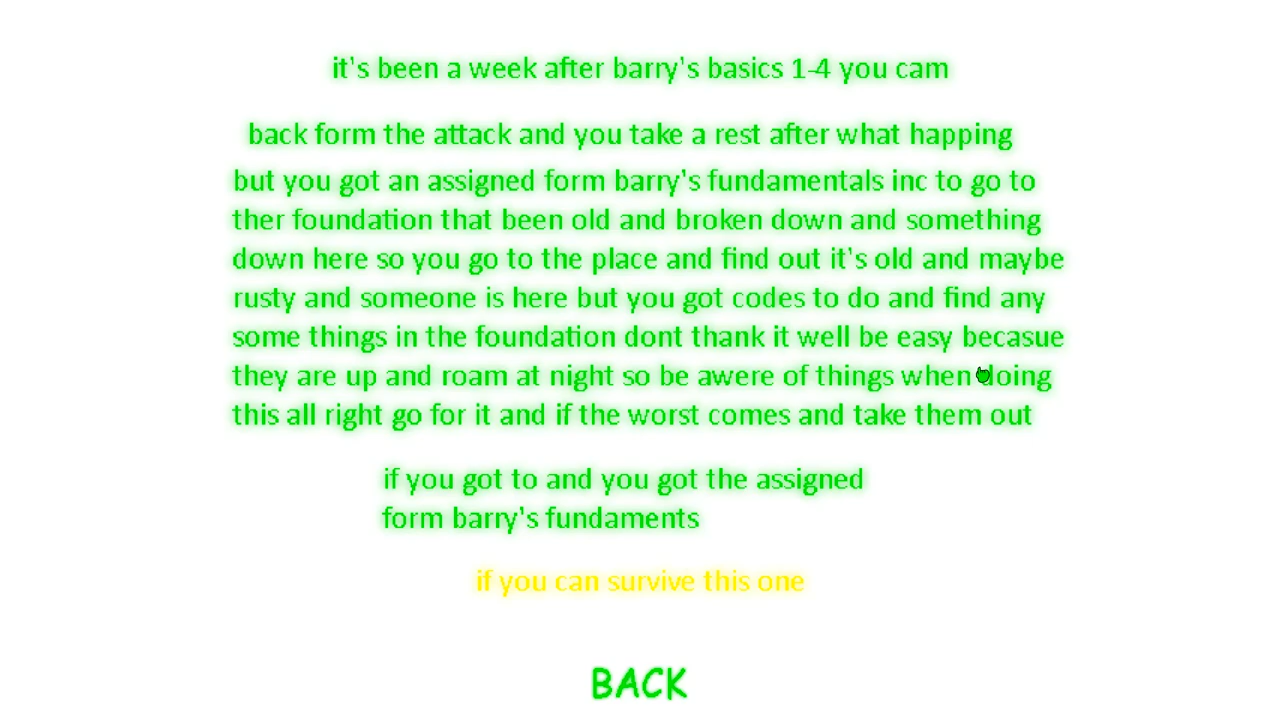 it's been a week after barry's basics 1-4 you cam
back form the attack and you take a rest after what happing
but you got an assigned form barry's fundamentals inc to go to
ther foundation that been old and broken down and something
down here so you go to the place and find out it's old and maybe
rusty and someone is here but you got codes to do and find any
some things in the foundation dont thank it well be easy becasue
they are up and roam at night so be awere of things when doing
this all right go for it and if the worst comes and take them out
if you got to and you got the assigned
form barry's fundaments
if you can survive this one
BACK